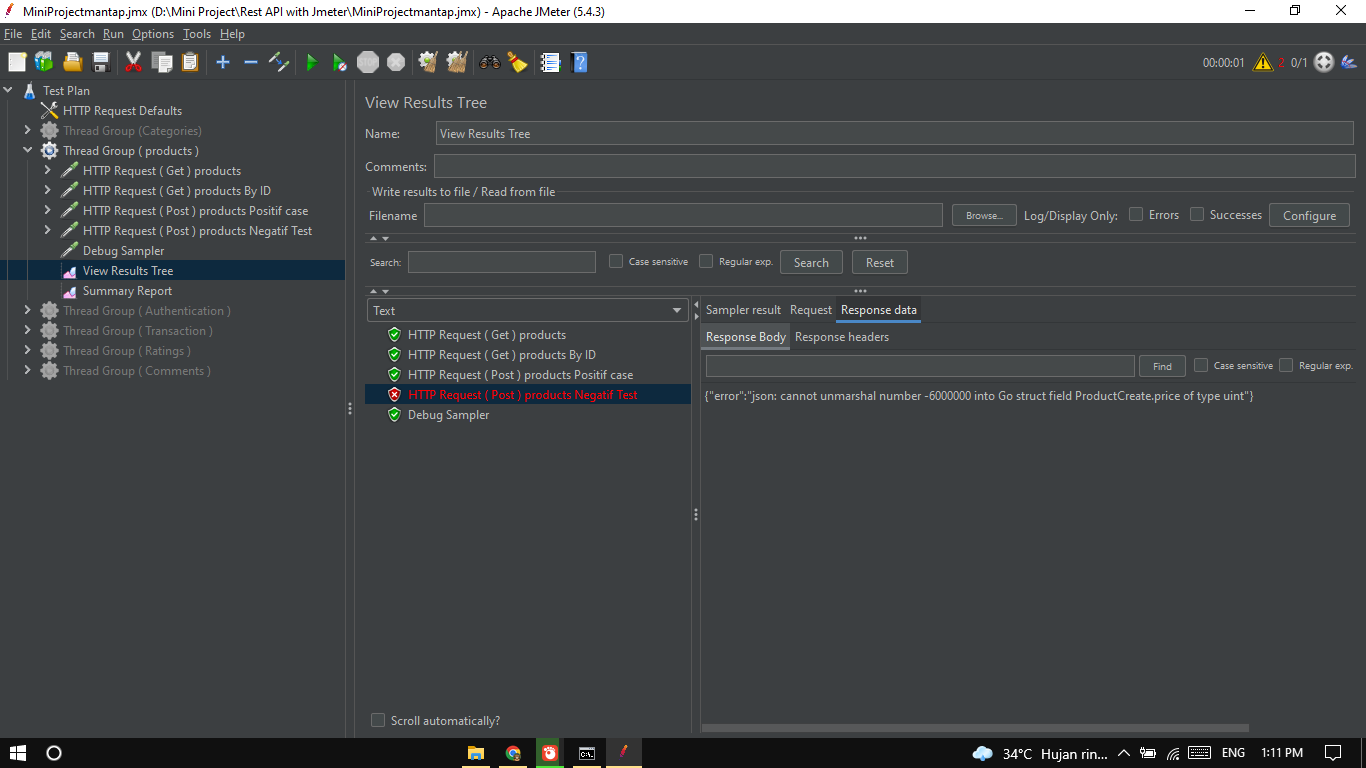 MiniProjectmantap.jmx (D:\Mini Project\Rest API with Jmeter\MiniProjectmantap.jmx) - Apache JMeter (5.4.3)
File Edit Search Run Options Tools Help
STOP
00:00:01 2 0/1
Test Plan
HTTP Request Defaults
Thread Group (Categories)
Thread Group ( products )
HTTP Request ( Get ) products
HTTP Request ( Get ) products By ID
HTTP Request ( Post ) products Positif case
HTTP Request ( Post ) products Negatif Test
Debug Sampler
View Results Tree
Summary Report
Thread Group ( Authentication )
Thread Group ( Transaction )
Thread Group ( Ratings )
Thread Group ( Comments )
View Results Tree
Name: View Results Tree
Comments:
Write results to file / Read from file
Filename Browse... Log/Display Only: Errors Successes Configure
Search: Case sensitive Regular exp. Search Reset
Text
HTTP Request ( Get ) products
HTTP Request ( Get ) products By ID
HTTP Request ( Post ) products Positif case
HTTP Request ( Post ) products Negatif Test
Debug Sampler
Scroll automatically?
Sampler result Request Response data
Response Body Response headers
Find Case sensitive Regular exp.
{"error":"json: cannot unmarshal number -6000000 into Go struct field ProductCreate.price of type uint"}
34°C Hujan rin... ENG 1:11 PM